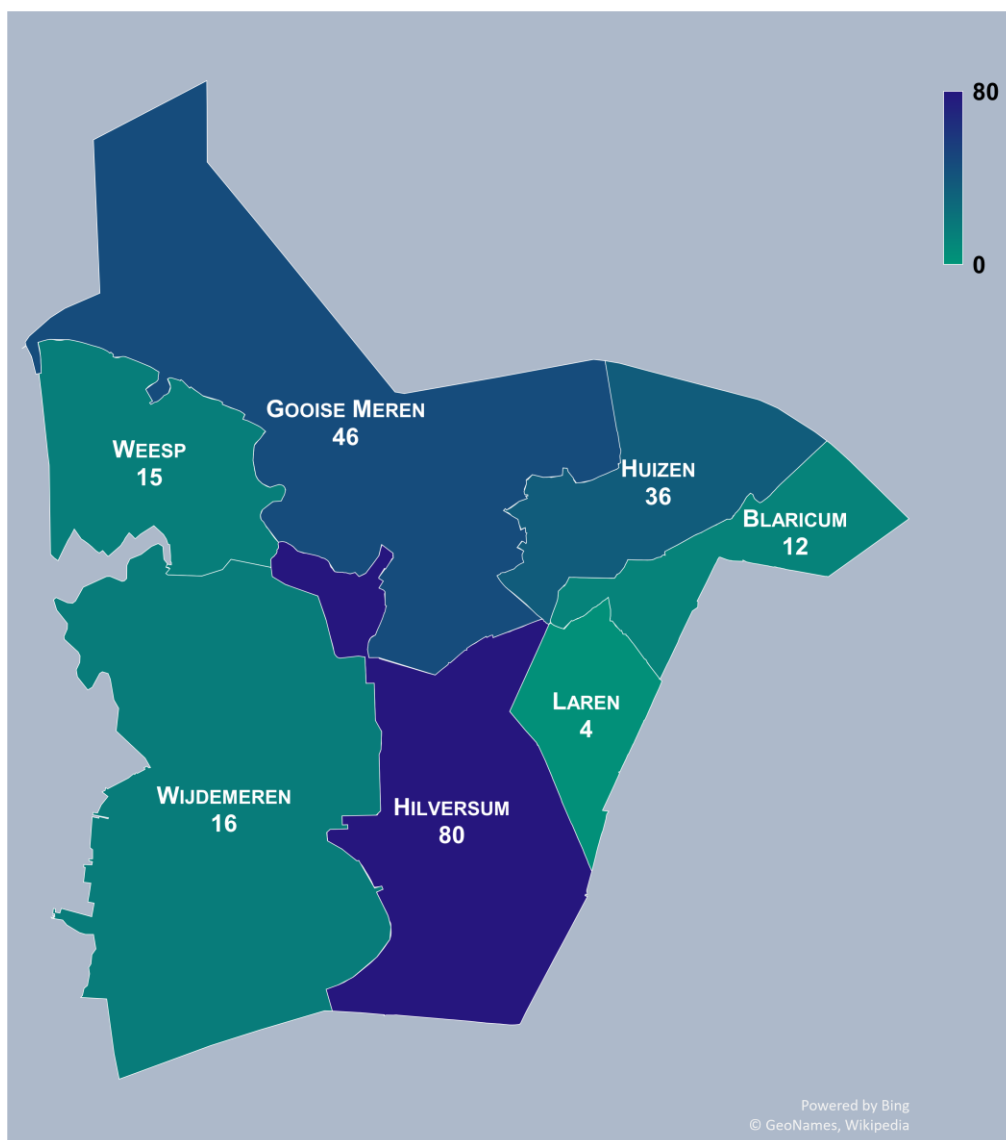 80
0
GOOISE MEREN
46
WEESP
15
HUIZEN
36
BLARICUM
12
LAREN
4
WIJDEMEREN
16
HILVERSUM
80
Powered by Bing
© GeoNames, Wikipedia